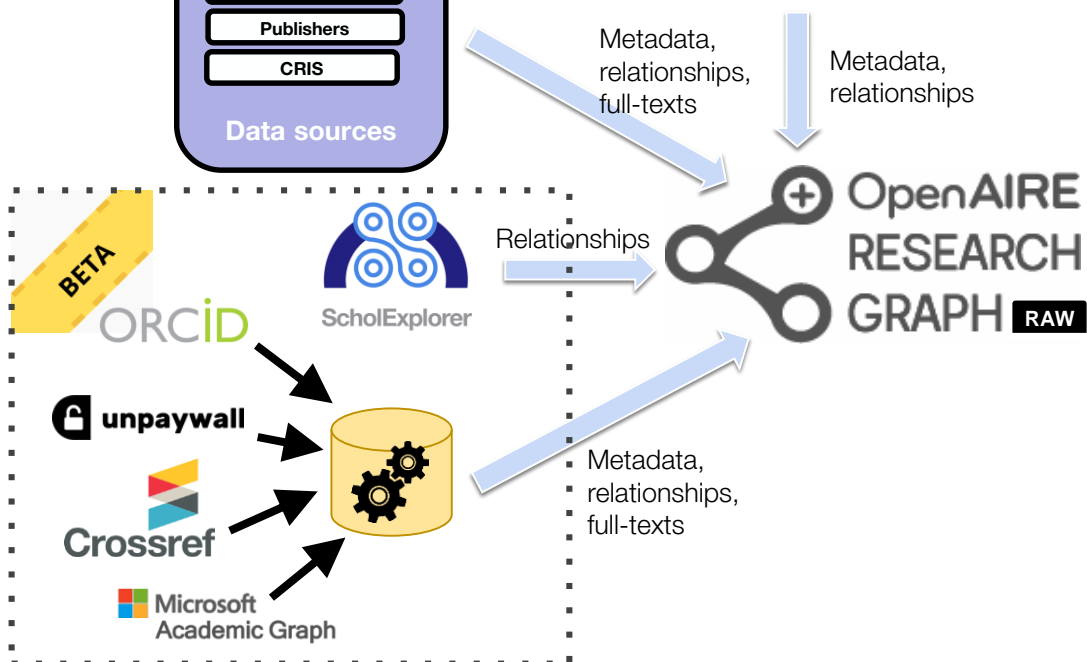 Publishers
CRIS
Data sources
Metadata,
relationships,
full-texts
Metadata,
relationships
OpenAIRE
RESEARCH
GRAPH RAW
BETA
ORCiD
ScholExplorer
Relationships
unpaywall
Crossref
Microsoft
Academic Graph
Metadata,
relationships,
full-texts